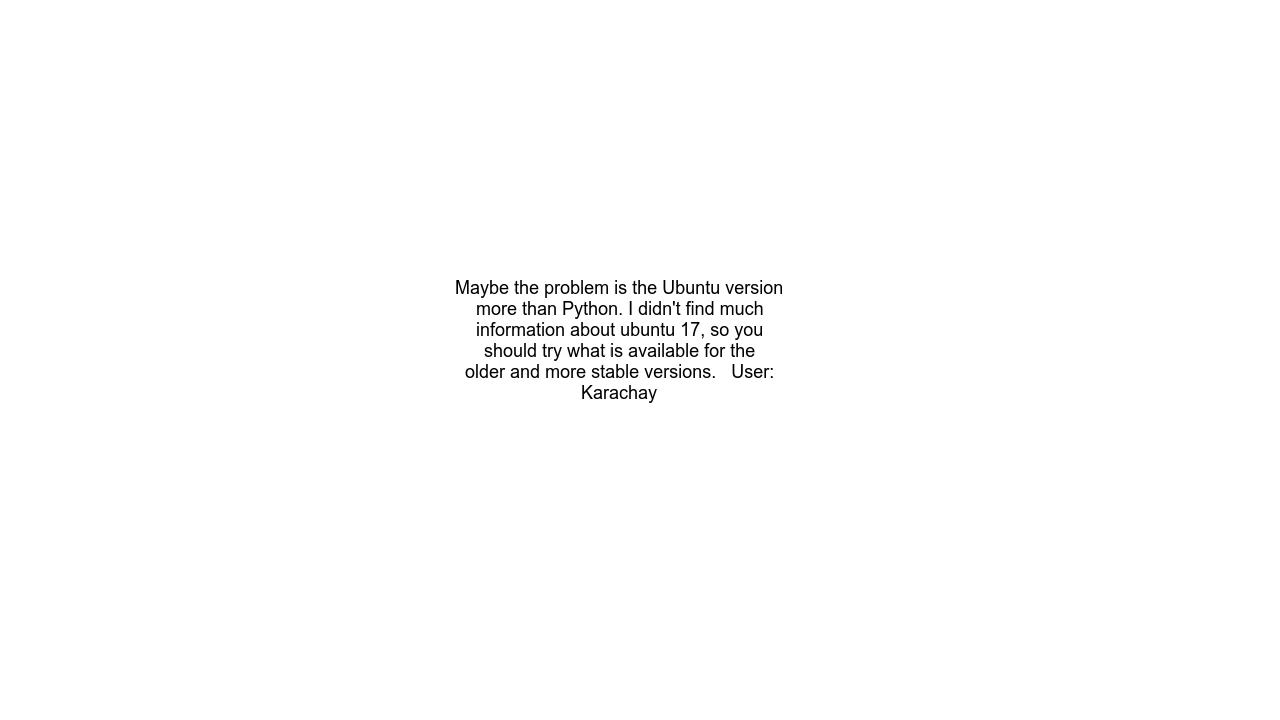 Maybe the problem is the Ubuntu version
more than Python. I didn't find much
information about ubuntu 17, so you
should try what is available for the
older and more stable versions.   User:
Karachay